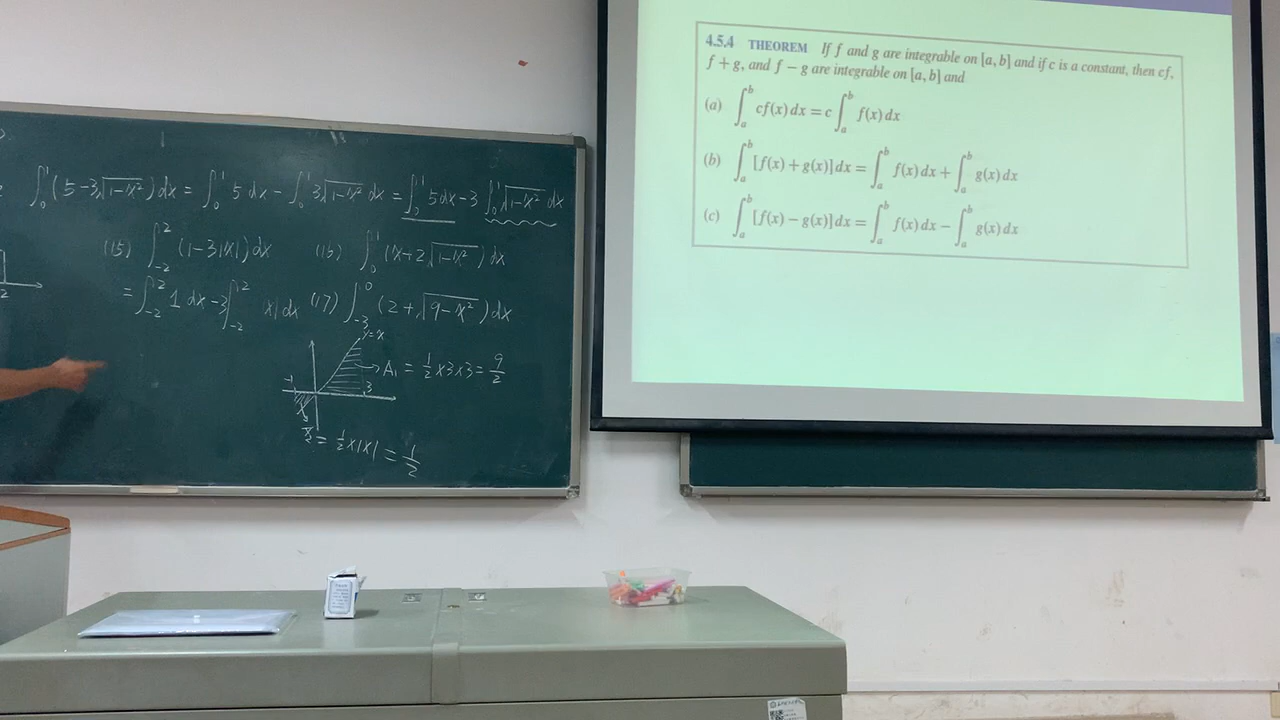 ∫₀¹(5-3√(1-x²))dx = ∫₀¹ 5 dx - ∫₀¹ 3√(1-x²) dx = ∫₀¹ 5dx - 3 ∫₀¹ √(1-x²) dx
(15) ∫₋₂² (1-3|x|) dx (16) ∫₀¹ (x+2√(1-x²)) dx
= ∫₋₂² 1 dx - 3∫₋₂² x| dx (17) ∫₋₃⁰ (2+√(9-x²)) dx
2
y=x
→A₁ = 1/2 ×3×3 = 9/2
-1
3
= 1/2 ×1×1 = 1/2
4.5.4 THEOREM If f and g are integrable on [a, b] and if c is a constant, then cf,
f + g, and f − g are integrable on [a, b] and
(a) ∫ₐᵇ cf(x) dx = c ∫ₐᵇ f(x) dx
(b) ∫ₐᵇ [f(x) + g(x)] dx = ∫ₐᵇ f(x) dx + ∫ₐᵇ g(x) dx
(c) ∫ₐᵇ [f(x) − g(x)] dx = ∫ₐᵇ f(x) dx − ∫ₐᵇ g(x) dx